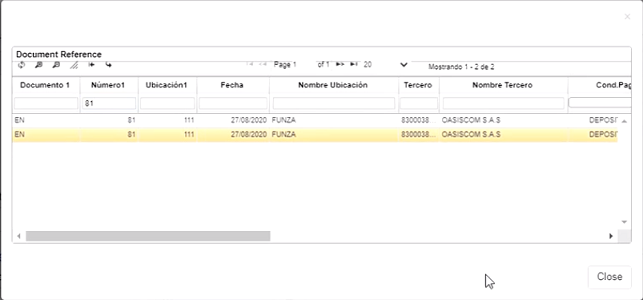 ×
Document Reference
Page 1 of 1 20 Mostrando 1 - 2 de 2
Documento 1 Número1 Ubicación1 Fecha Nombre Ubicación Tercero Nombre Tercero Cond.Pag
81
EN 81 111 27/08/2020 FUNZA 8300038... OASISCOM S.A.S DEPOSIT
EN 81 111 27/08/2020 FUNZA 8300038... OASISCOM S.A.S DEPOSIT
Close